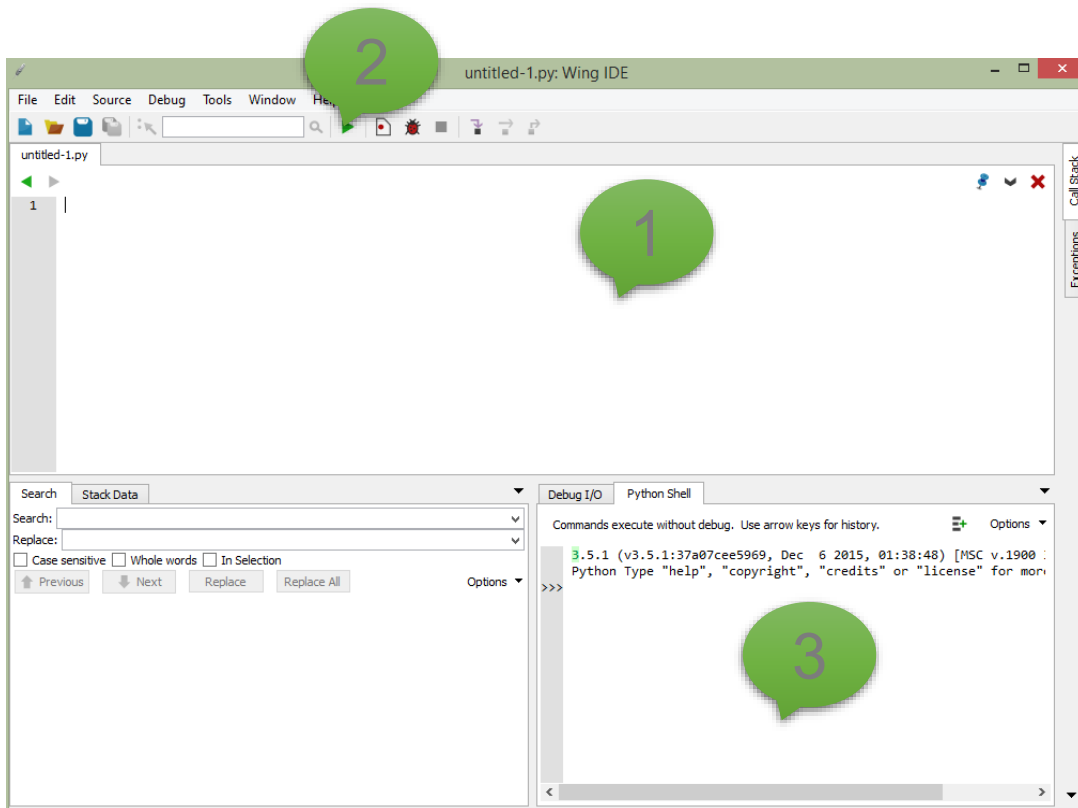 2
untitled-1.py: Wing IDE
File Edit Source Debug Tools Window
untitled-1.py
1
1
Call Stack
Exceptions
Search Stack Data
Debug I/O Python Shell
Search:
Replace:
Case sensitive Whole words In Selection
Previous Next Replace Replace All Options
Commands execute without debug. Use arrow keys for history. Options
3.5.1 (v3.5.1:37a07cee5969, Dec 6 2015, 01:38:48) [MSC v.1900
Python Type "help", "copyright", "credits" or "license" for more
>>>
3